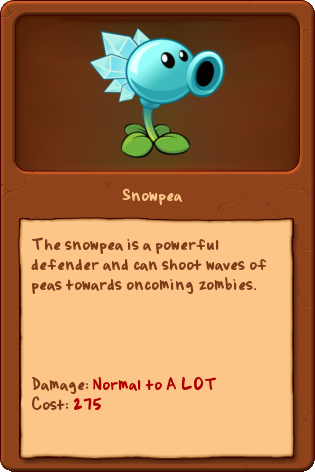 Snowpea
The snowpea is a powerful
defender and can shoot waves of
peas towards oncoming zombies.
Damage: Normal to A LOT
Cost: 275